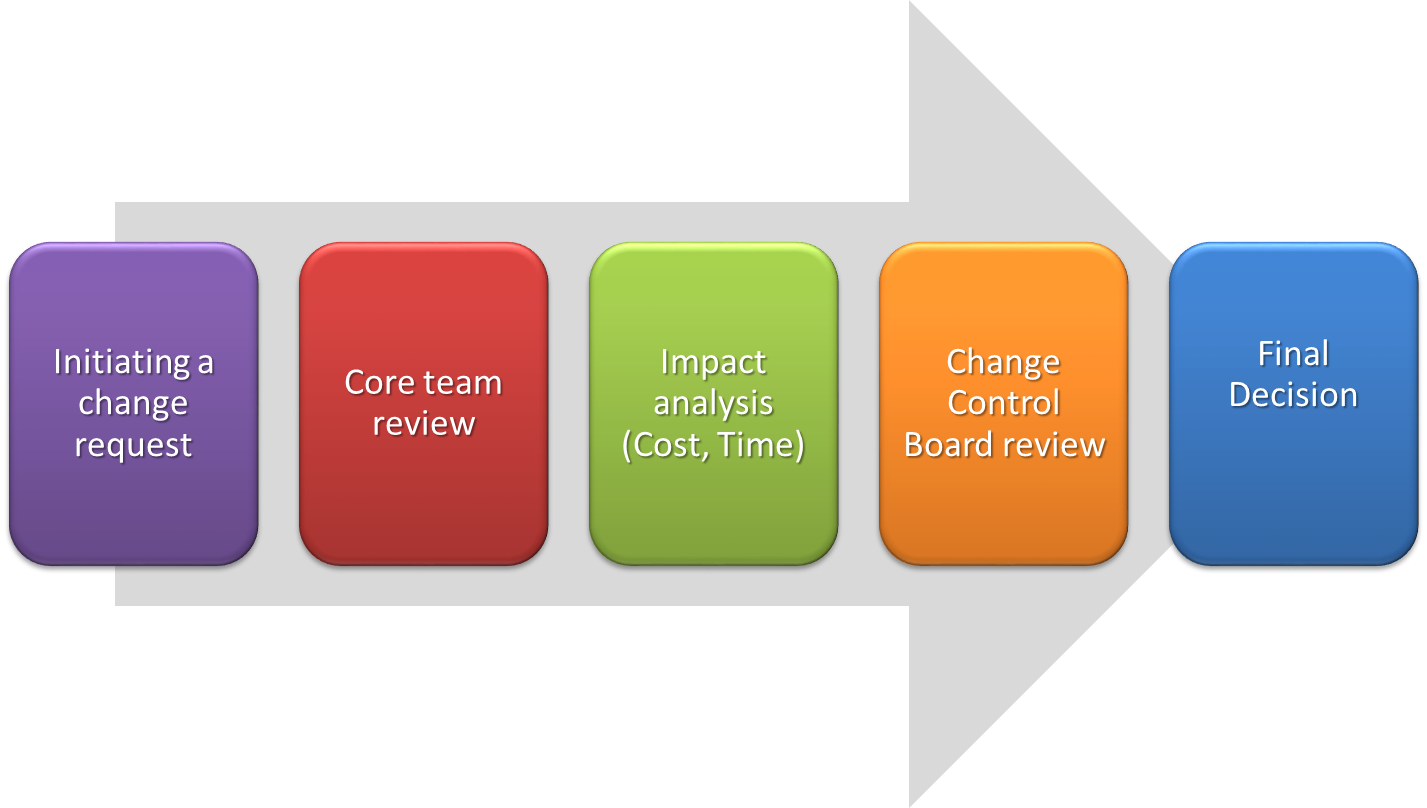 Initiating a
change
request
Core team
review
Impact
analysis
(Cost, Time)
Change
Control
Board review
Final
Decision